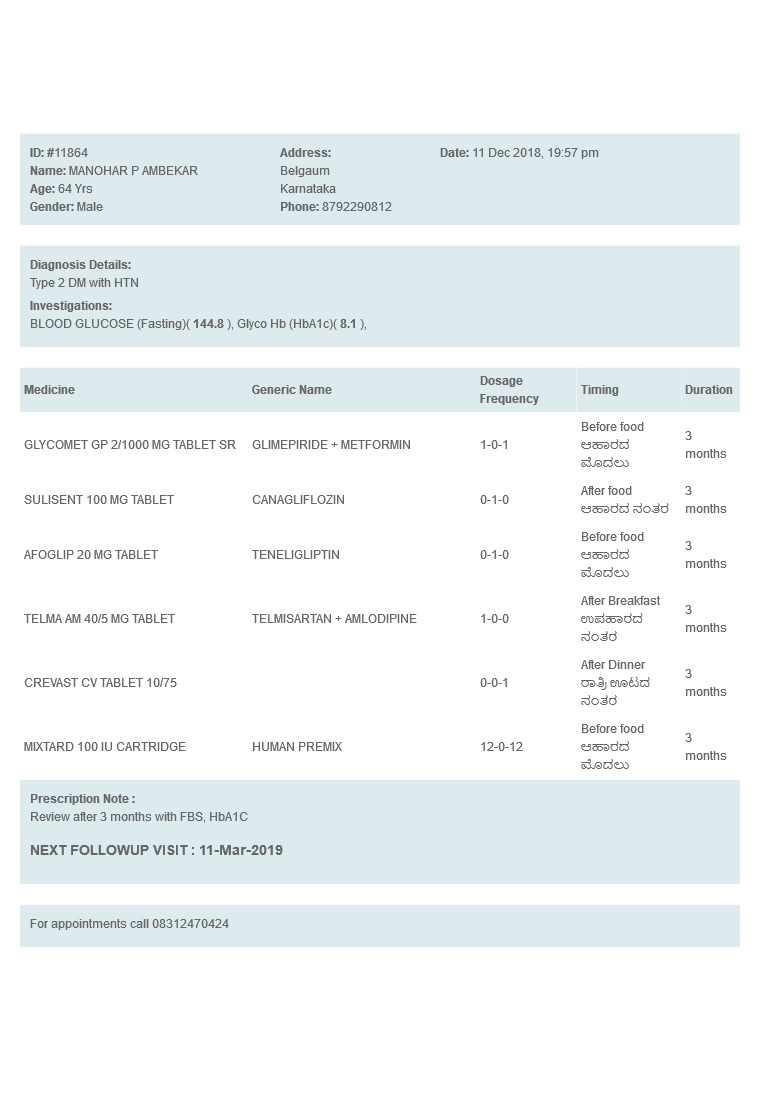 ID: #11864
Name: MANOHAR P AMBEKAR
Age: 64 Yrs
Gender: Male
Address:
Belgaum
Karnataka
Phone: 8792290812
Date: 11 Dec 2018, 19:57 pm
Diagnosis Details:
Type 2 DM with HTN
Investigations:
BLOOD GLUCOSE (Fasting)( 144.8 ), Glyco Hb (HbA1c)( 8.1 ),
Medicine Generic Name Dosage Frequency Timing Duration
GLYCOMET GP 2/1000 MG TABLET SR GLIMEPIRIDE + METFORMIN 1-0-1 Before food ಆಹಾರದ ಮೊದಲು 3 months
SULISENT 100 MG TABLET CANAGLIFLOZIN 0-1-0 After food ಆಹಾರದ ನಂತರ 3 months
AFOGLIP 20 MG TABLET TENELIGLIPTIN 0-1-0 Before food ಆಹಾರದ ಮೊದಲು 3 months
TELMA AM 40/5 MG TABLET TELMISARTAN + AMLODIPINE 1-0-0 After Breakfast ಉಪಹಾರದ ನಂತರ 3 months
CREVAST CV TABLET 10/75 0-0-1 After Dinner ರಾತ್ರಿ ಊಟದ ನಂತರ 3 months
MIXTARD 100 IU CARTRIDGE HUMAN PREMIX 12-0-12 Before food ಆಹಾರದ ಮೊದಲು 3 months
Prescription Note :
Review after 3 months with FBS, HbA1C
NEXT FOLLOWUP VISIT : 11-Mar-2019
For appointments call 08312470424